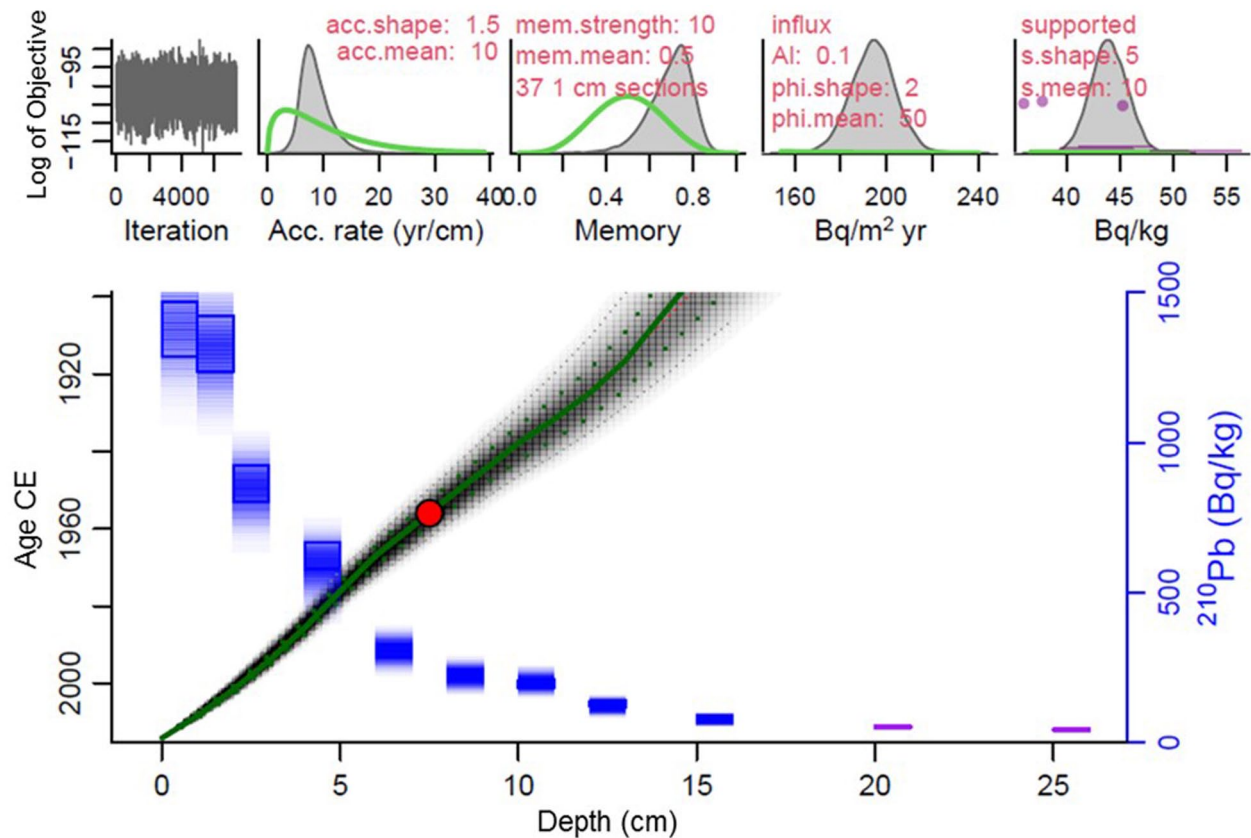 acc.shape: 1.5
acc.mean: 10
mem.strength: 10
mem.mean: 0.5
37 1 cm sections
influx
Al: 0.1
phi.shape: 2
phi.mean: 50
supported
s.shape: 5
s.mean: 10
Log of Objective
−95
−115
0 4000
0 10 20 30 40
0.0 0.4 0.8
160 200 240
40 45 50 55
Iteration
Acc. rate (yr/cm)
Memory
Bq/m² yr
Bq/kg
Age CE
1920
1960
2000
1500
1000
500
0
²¹⁰Pb (Bq/kg)
0 5 10 15 20 25
Depth (cm)